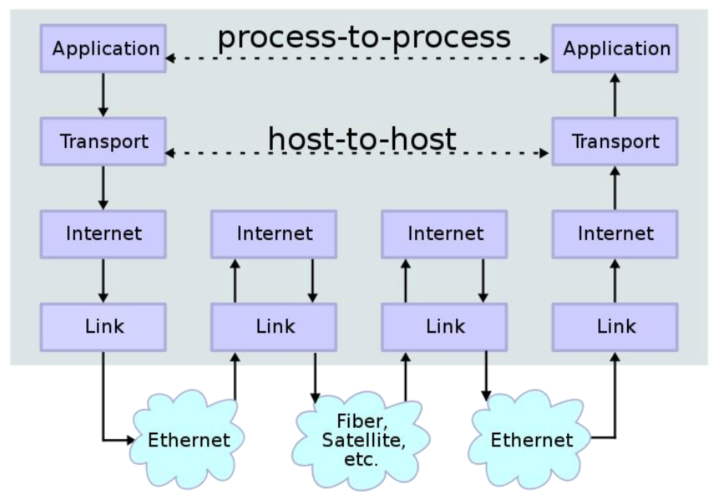 process-to-process
Application
Application
host-to-host
Transport
Transport
Internet
Internet
Internet
Internet
Link
Link
Link
Link
Ethernet
Fiber,
Satellite,
etc.
Ethernet